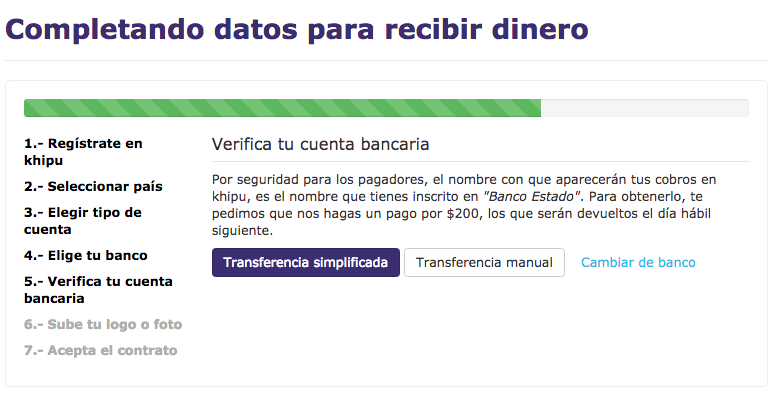 Completando datos para recibir dinero
1.- Regístrate en
khipu
2.- Seleccionar país
3.- Elegir tipo de
cuenta
4.- Elige tu banco
5.- Verifica tu cuenta
bancaria
6.- Sube tu logo o foto
7.- Acepta el contrato
Verifica tu cuenta bancaria
Por seguridad para los pagadores, el nombre con que aparecerán tus cobros en
khipu, es el nombre que tienes inscrito en "Banco Estado". Para obtenerlo, te
pedimos que nos hagas un pago por $200, los que serán devueltos el día hábil
siguiente.
Transferencia simplificada Transferencia manual Cambiar de banco